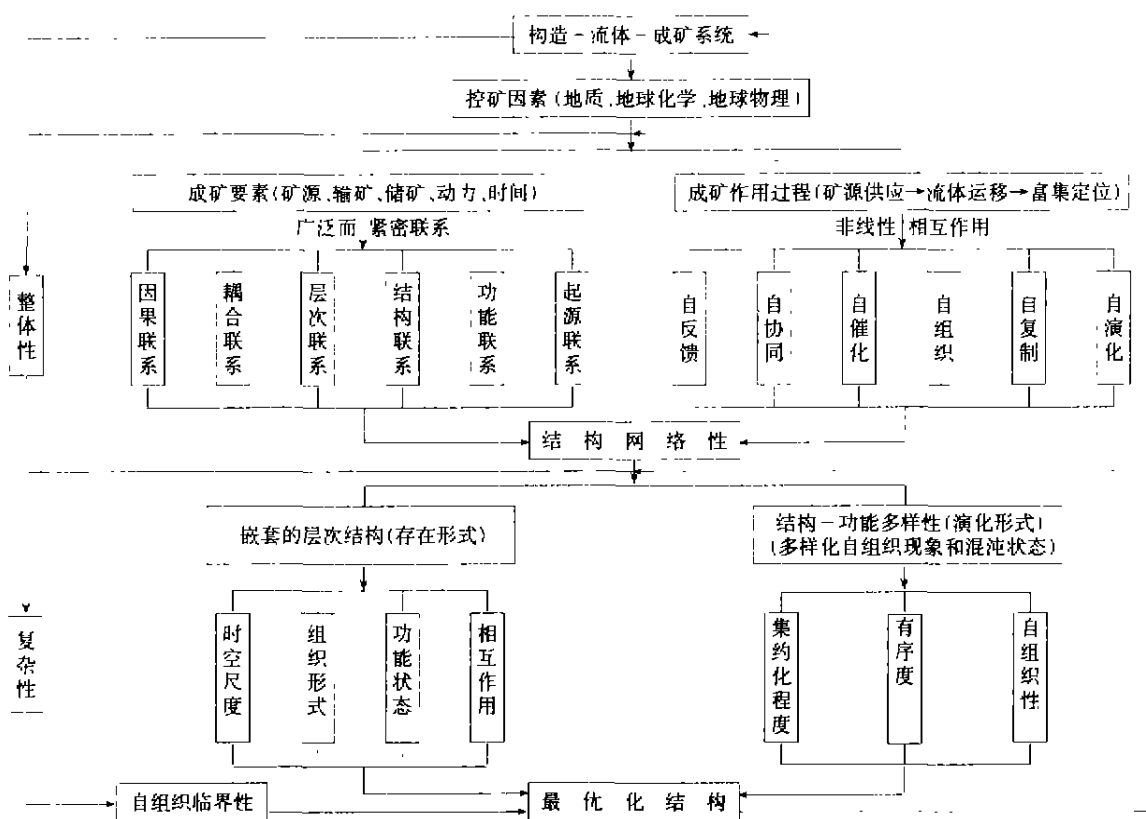 构造－流体－成矿系统
控矿因素(地质、地球化学、地球物理)
成矿要素(矿源、输矿、储矿、动力、时间)
成矿作用过程(矿源供应→流体运移→富集定位)
广泛而 紧密联系
非线性 相互作用
整体性
因果联系
耦合联系
层次联系
结构联系
功能联系
起源联系
自反馈
自协同
自催化
自组织
自复制
自演化
结构网络性
嵌套的层次结构(存在形式)
结构－功能多样性(演化形式)
(多样化自组织现象和混沌状态)
复杂性
时空尺度
组织形式
功能状态
相互作用
集约化程度
有序度
自组织性
自组织临界性
最优化结构